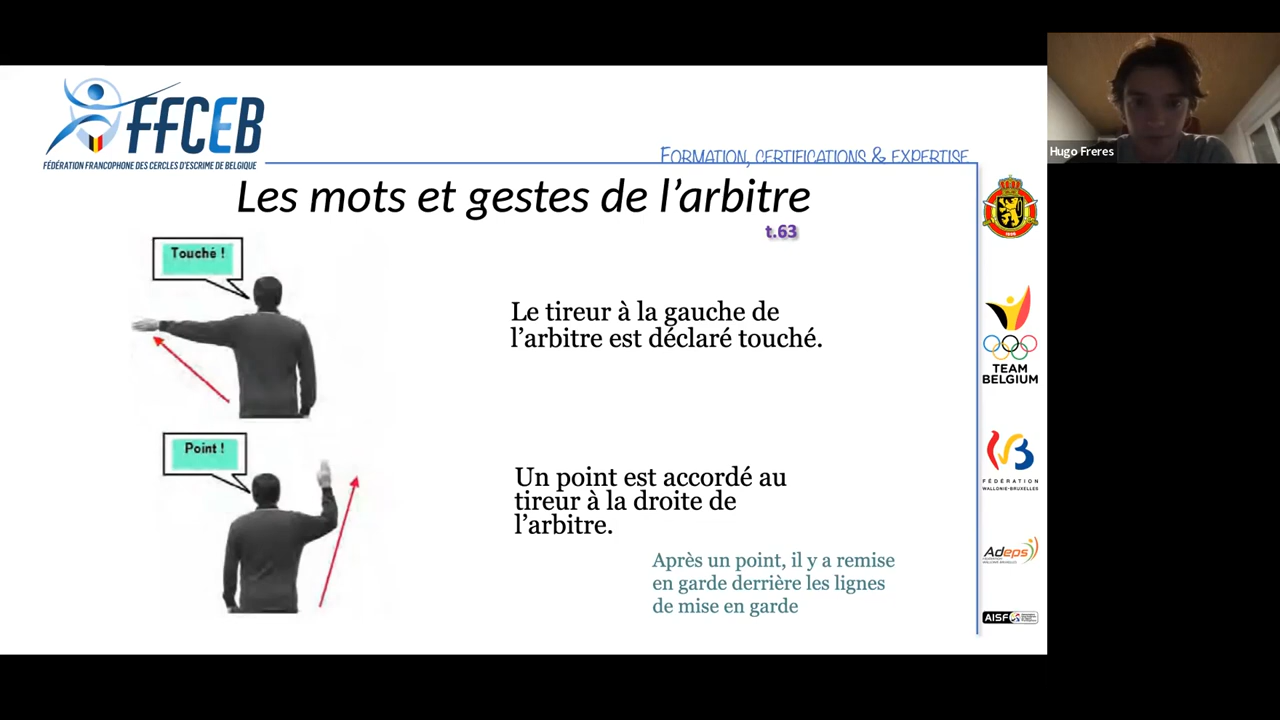 FFCEB
FÉDÉRATION FRANCOPHONE DES CERCLES D'ESCRIME DE BELGIQUE
FORMATION, CERTIFICATIONS & EXPERTISE
Hugo Freres
Les mots et gestes de l'arbitre
t.63
Touché !
Le tireur à la gauche de
l'arbitre est déclaré touché.
TEAM
BELGIUM
Point !
Un point est accordé au
tireur à la droite de
l'arbitre.
FÉDÉRATION
WALLONIE-BRUXELLES
Après un point, il y a remise
en garde derrière les lignes
de mise en garde
Adeps
AISF